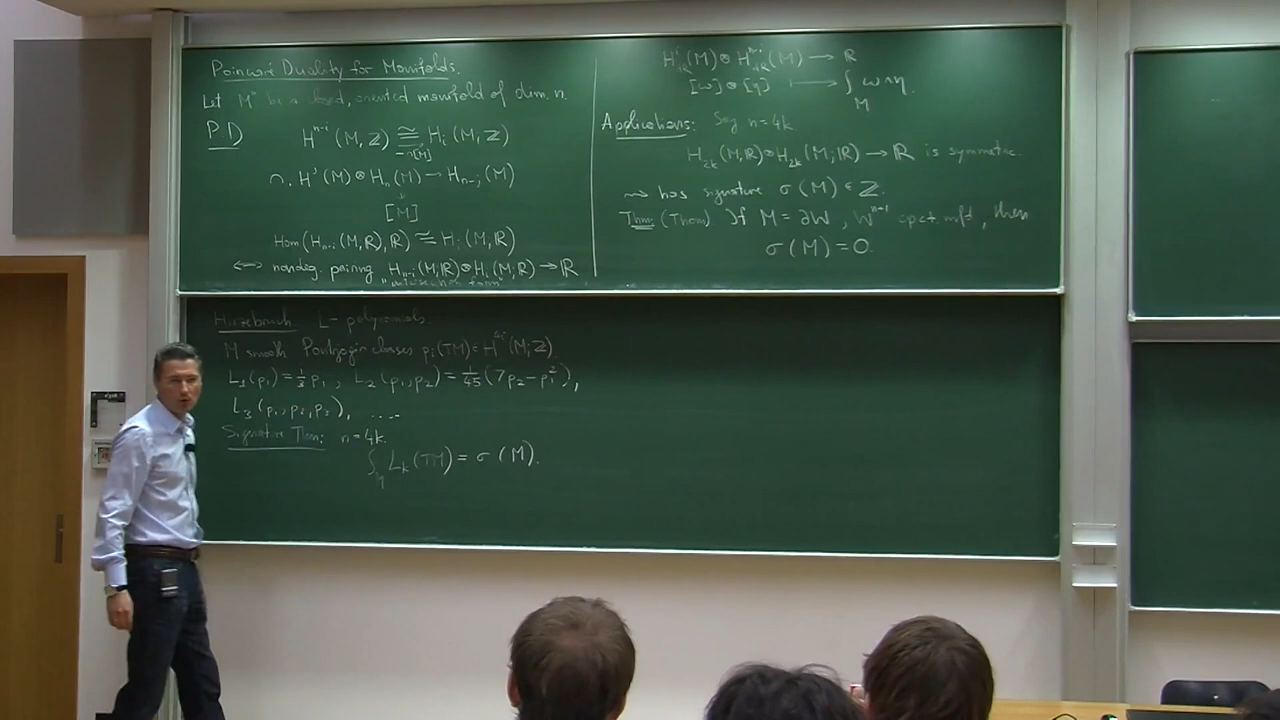 Poincaré Duality for Manifolds.
Let Mⁿ be a closed, oriented manifold of dim. n.
PD
H^{n-i}(M,ℤ) ≅ H_i(M,ℤ)
-∩[M]
∩: H^j(M) ⊗ H_n(M) → H_{n-j}(M)
[M]
Hom(H_{n-i}(M,ℝ),ℝ) ≅ H_i(M,ℝ)
⟷ nondeg. pairing H_{n-i}(M,ℝ) ⊗ H_i(M;ℝ) → ℝ
"intersection form"
H^i_{dR}(M) ⊗ H^{n-i}_{dR}(M) → ℝ
[ω] ⊗ [η] ↦ ∫_M ω∧η.
Applications: Say n=4k.
H_{2k}(M,ℝ) ⊗ H_{2k}(M;ℝ) → ℝ is symmetric.
⇝ has signature σ(M) ∈ ℤ.
Thm: (Thom). If M = ∂W, W^{n+1} cpct mfd, then
σ(M) = 0.
Hirzebruch L-polynomials.
M smooth Pontrjagin classes p_i(TM) ∈ H^{4i}(M;ℤ)
L_1(p_1) = 1/3 p_1, L_2(p_1,p_2) = 1/45 (7p_2 - p_1²),
L_3(p_1,p_2,p_3), ....
Signature Thm: n=4k.
∫_M L_k(TM) = σ(M).